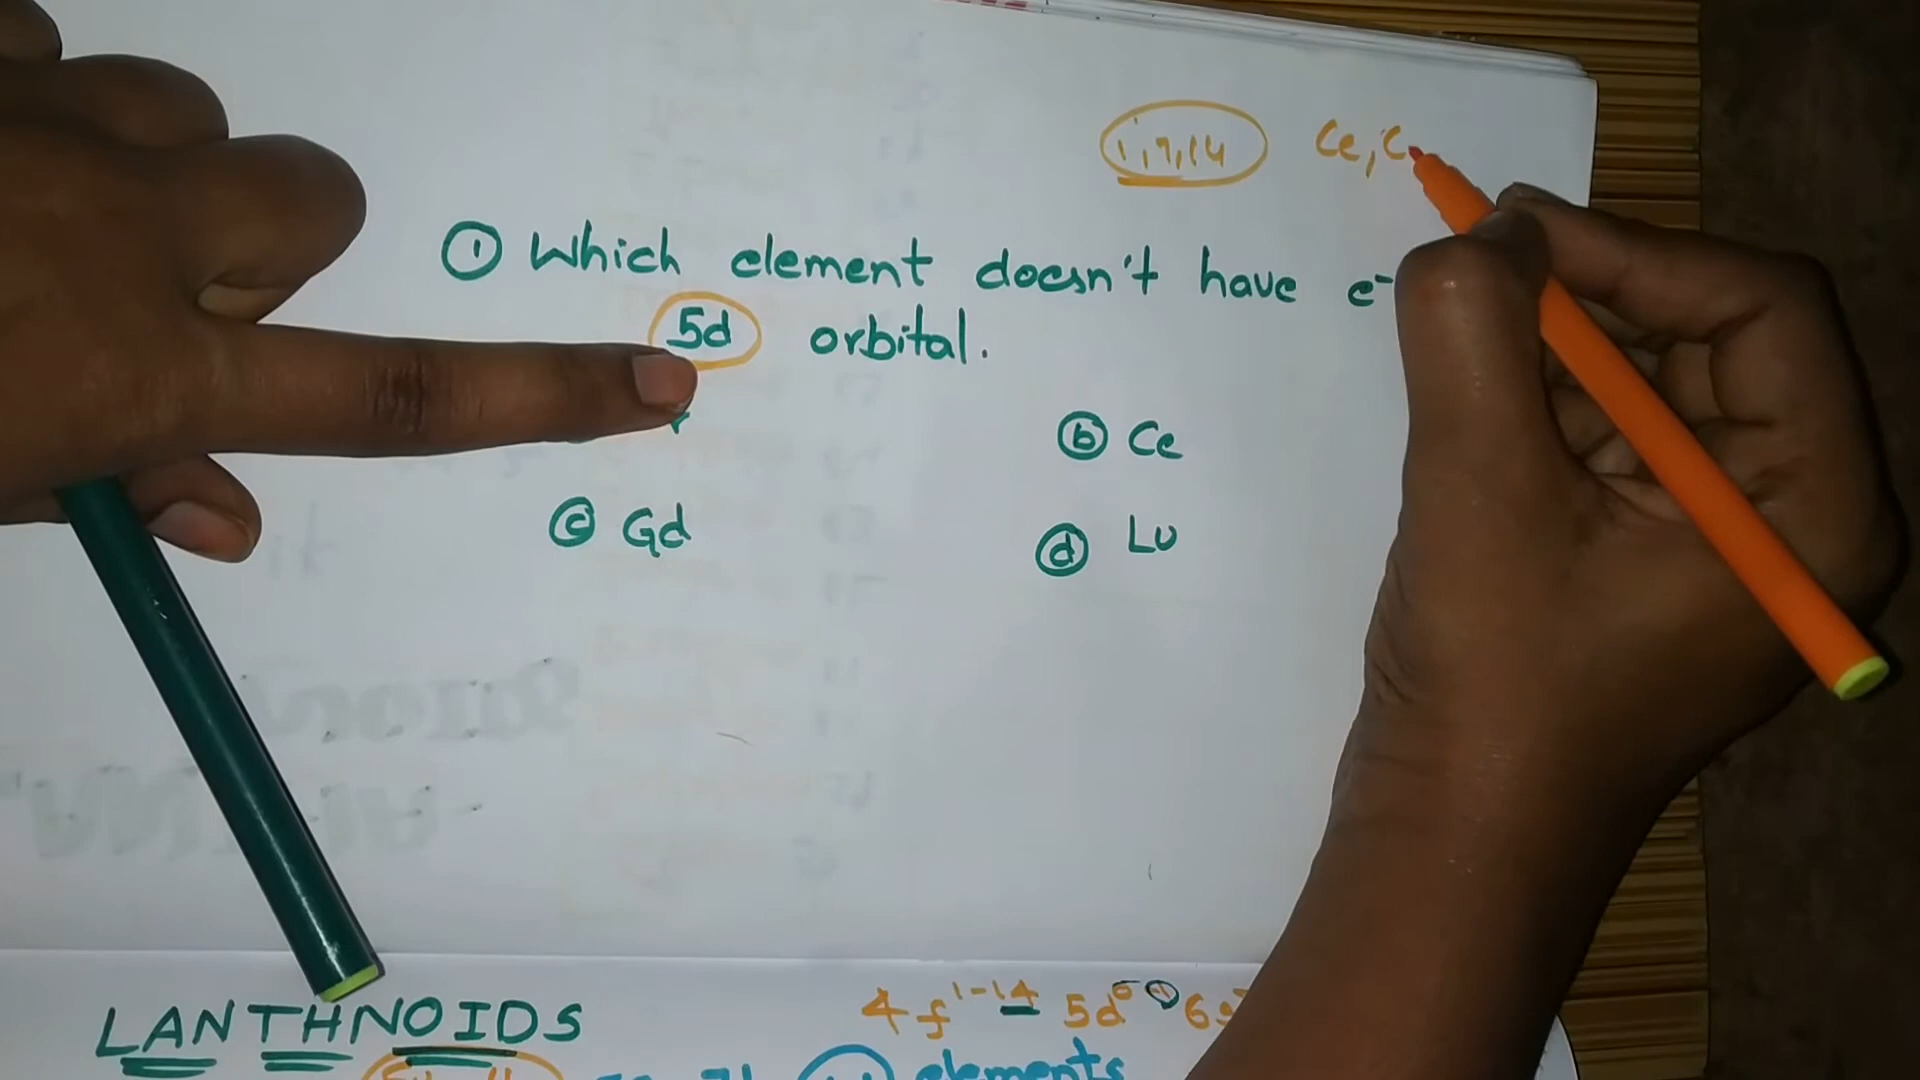 1,7,14 Ce, G
① Which element doesn't have e-
5d orbital.
ⓑ Ce
ⓒ Gd
ⓓ Lu
LANTHNOIDS
4f¹⁻¹⁴ 5d⁰ ¹ 6s
elements